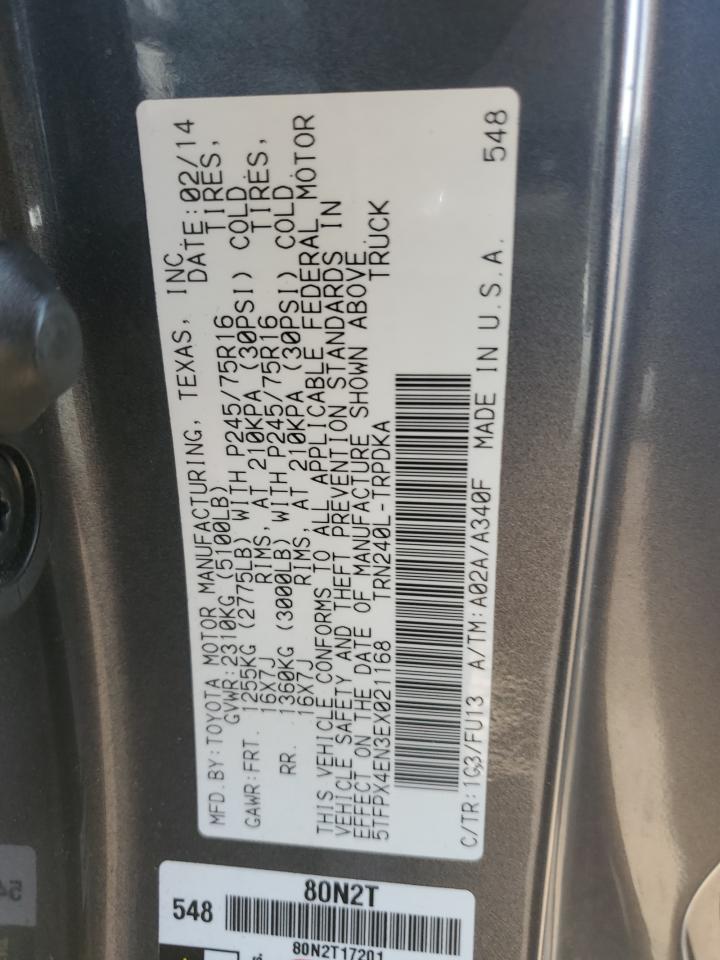 MFD.BY:TOYOTA MOTOR MANUFACTURING, TEXAS, INC.
GVWR:2310KG (5100LB) DATE:02/14
GAWR:FRT. 1255KG (2775LB) WITH P245/75R16 TIRES,
16X7J RIMS, AT 210KPA (30PSI) COLD
RR. 1360KG (3000LB) WITH P245/75R16 TIRES,
16X7J RIMS, AT 210KPA (30PSI) COLD
THIS VEHICLE CONFORMS TO ALL APPLICABLE FEDERAL MOTOR
VEHICLE SAFETY AND THEFT PREVENTION STANDARDS IN
EFFECT ON THE DATE OF MANUFACTURE SHOWN ABOVE.
5TFPX4EN3EX021168 TRN240L-TRPDKA TRUCK
C/TR:1G3/FU13 A/TM:A02A/A340F MADE IN U.S.A. 548
80N2T
548
80N2T17201